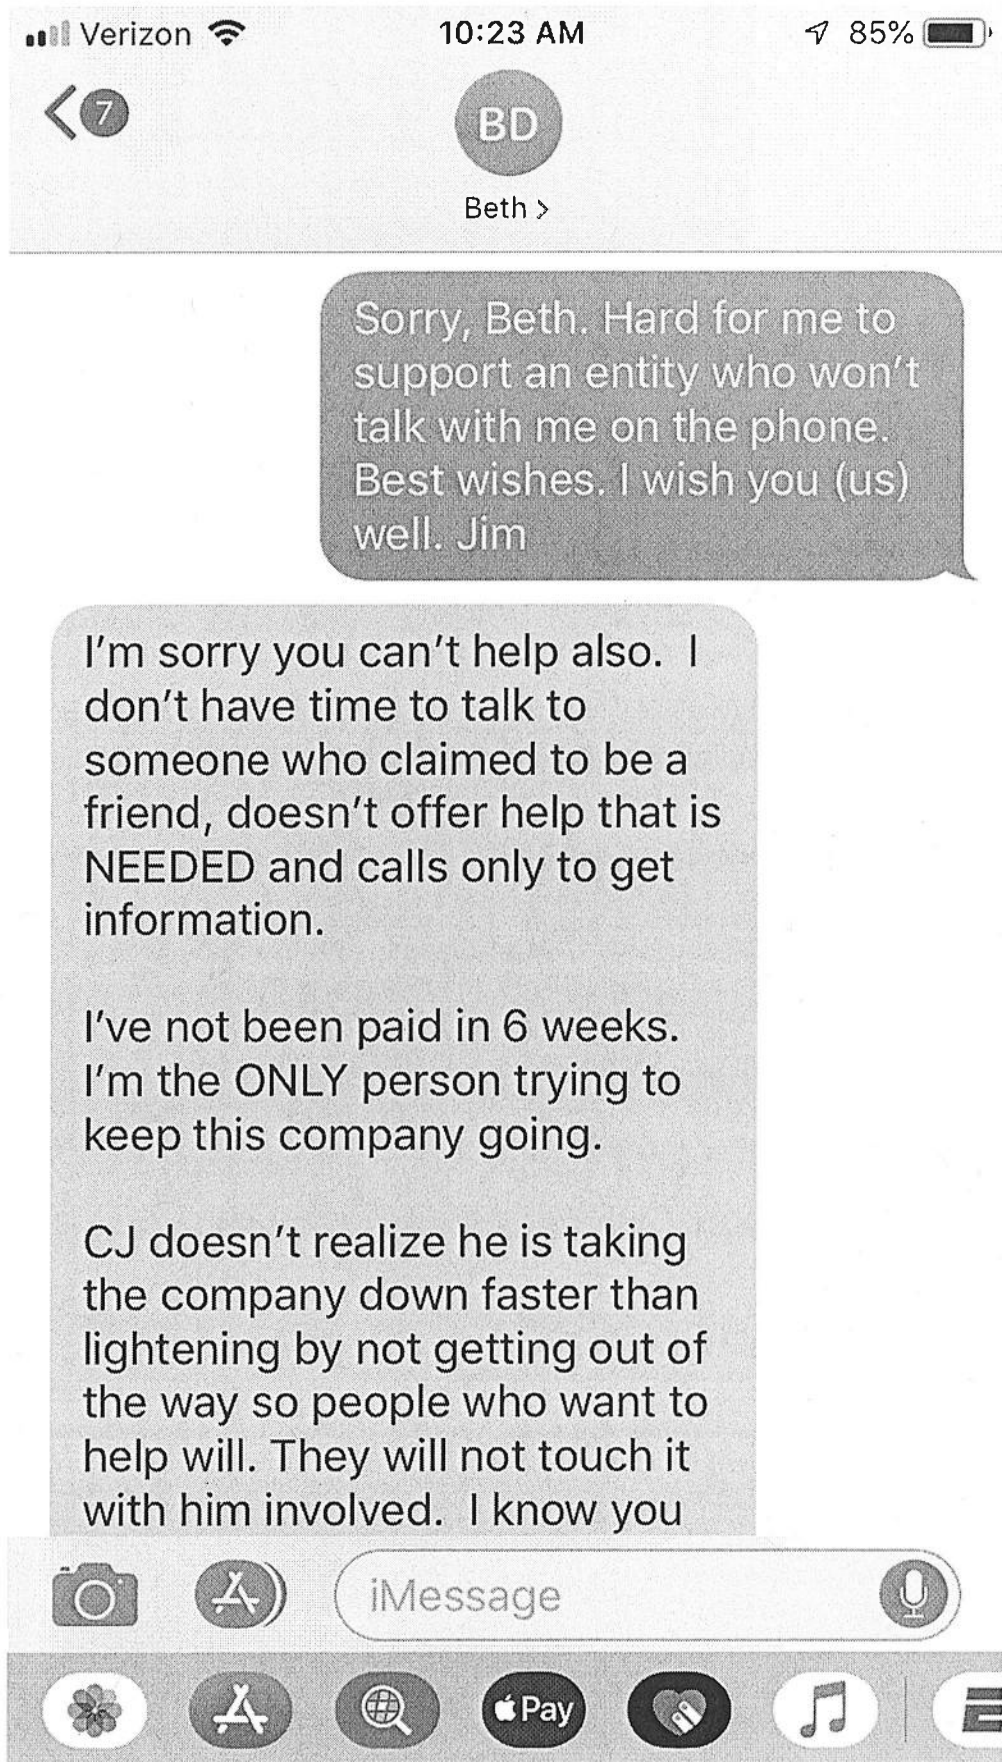 Verizon
10:23 AM
85%
7
BD
Beth >
Sorry, Beth. Hard for me to
support an entity who won't
talk with me on the phone.
Best wishes. I wish you (us)
well. Jim
I'm sorry you can't help also.  I
don't have time to talk to
someone who claimed to be a
friend, doesn't offer help that is
NEEDED and calls only to get
information.
I've not been paid in 6 weeks.
I'm the ONLY person trying to
keep this company going.
CJ doesn't realize he is taking
the company down faster than
lightening by not getting out of
the way so people who want to
help will. They will not touch it
with him involved.  I know you
iMessage
Pay